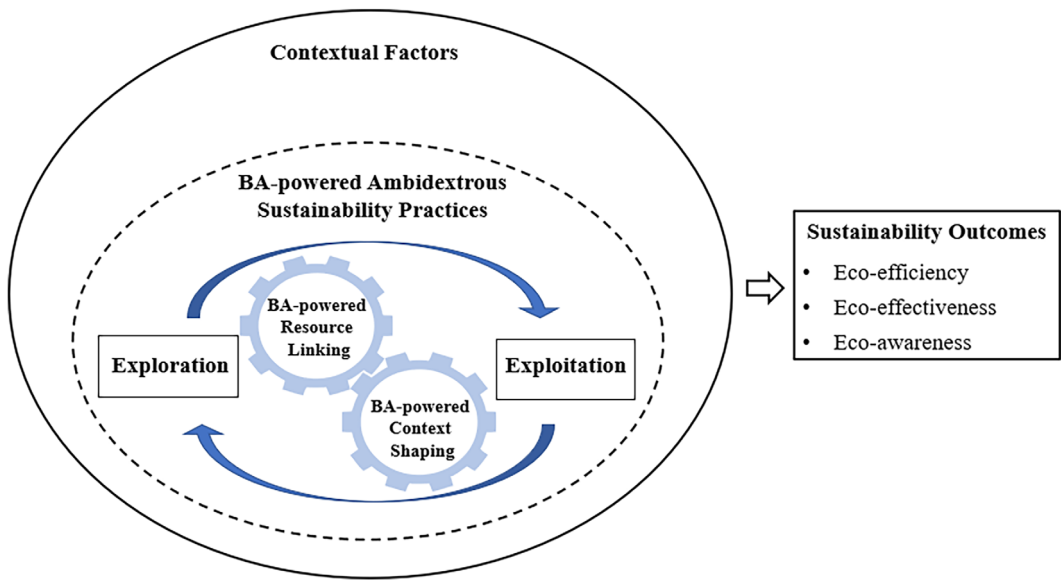 Contextual Factors
BA-powered Ambidextrous
Sustainability Practices
BA-powered
Resource
Linking
Exploration
Exploitation
BA-powered
Context
Shaping
Sustainability Outcomes
• Eco-efficiency
• Eco-effectiveness
• Eco-awareness